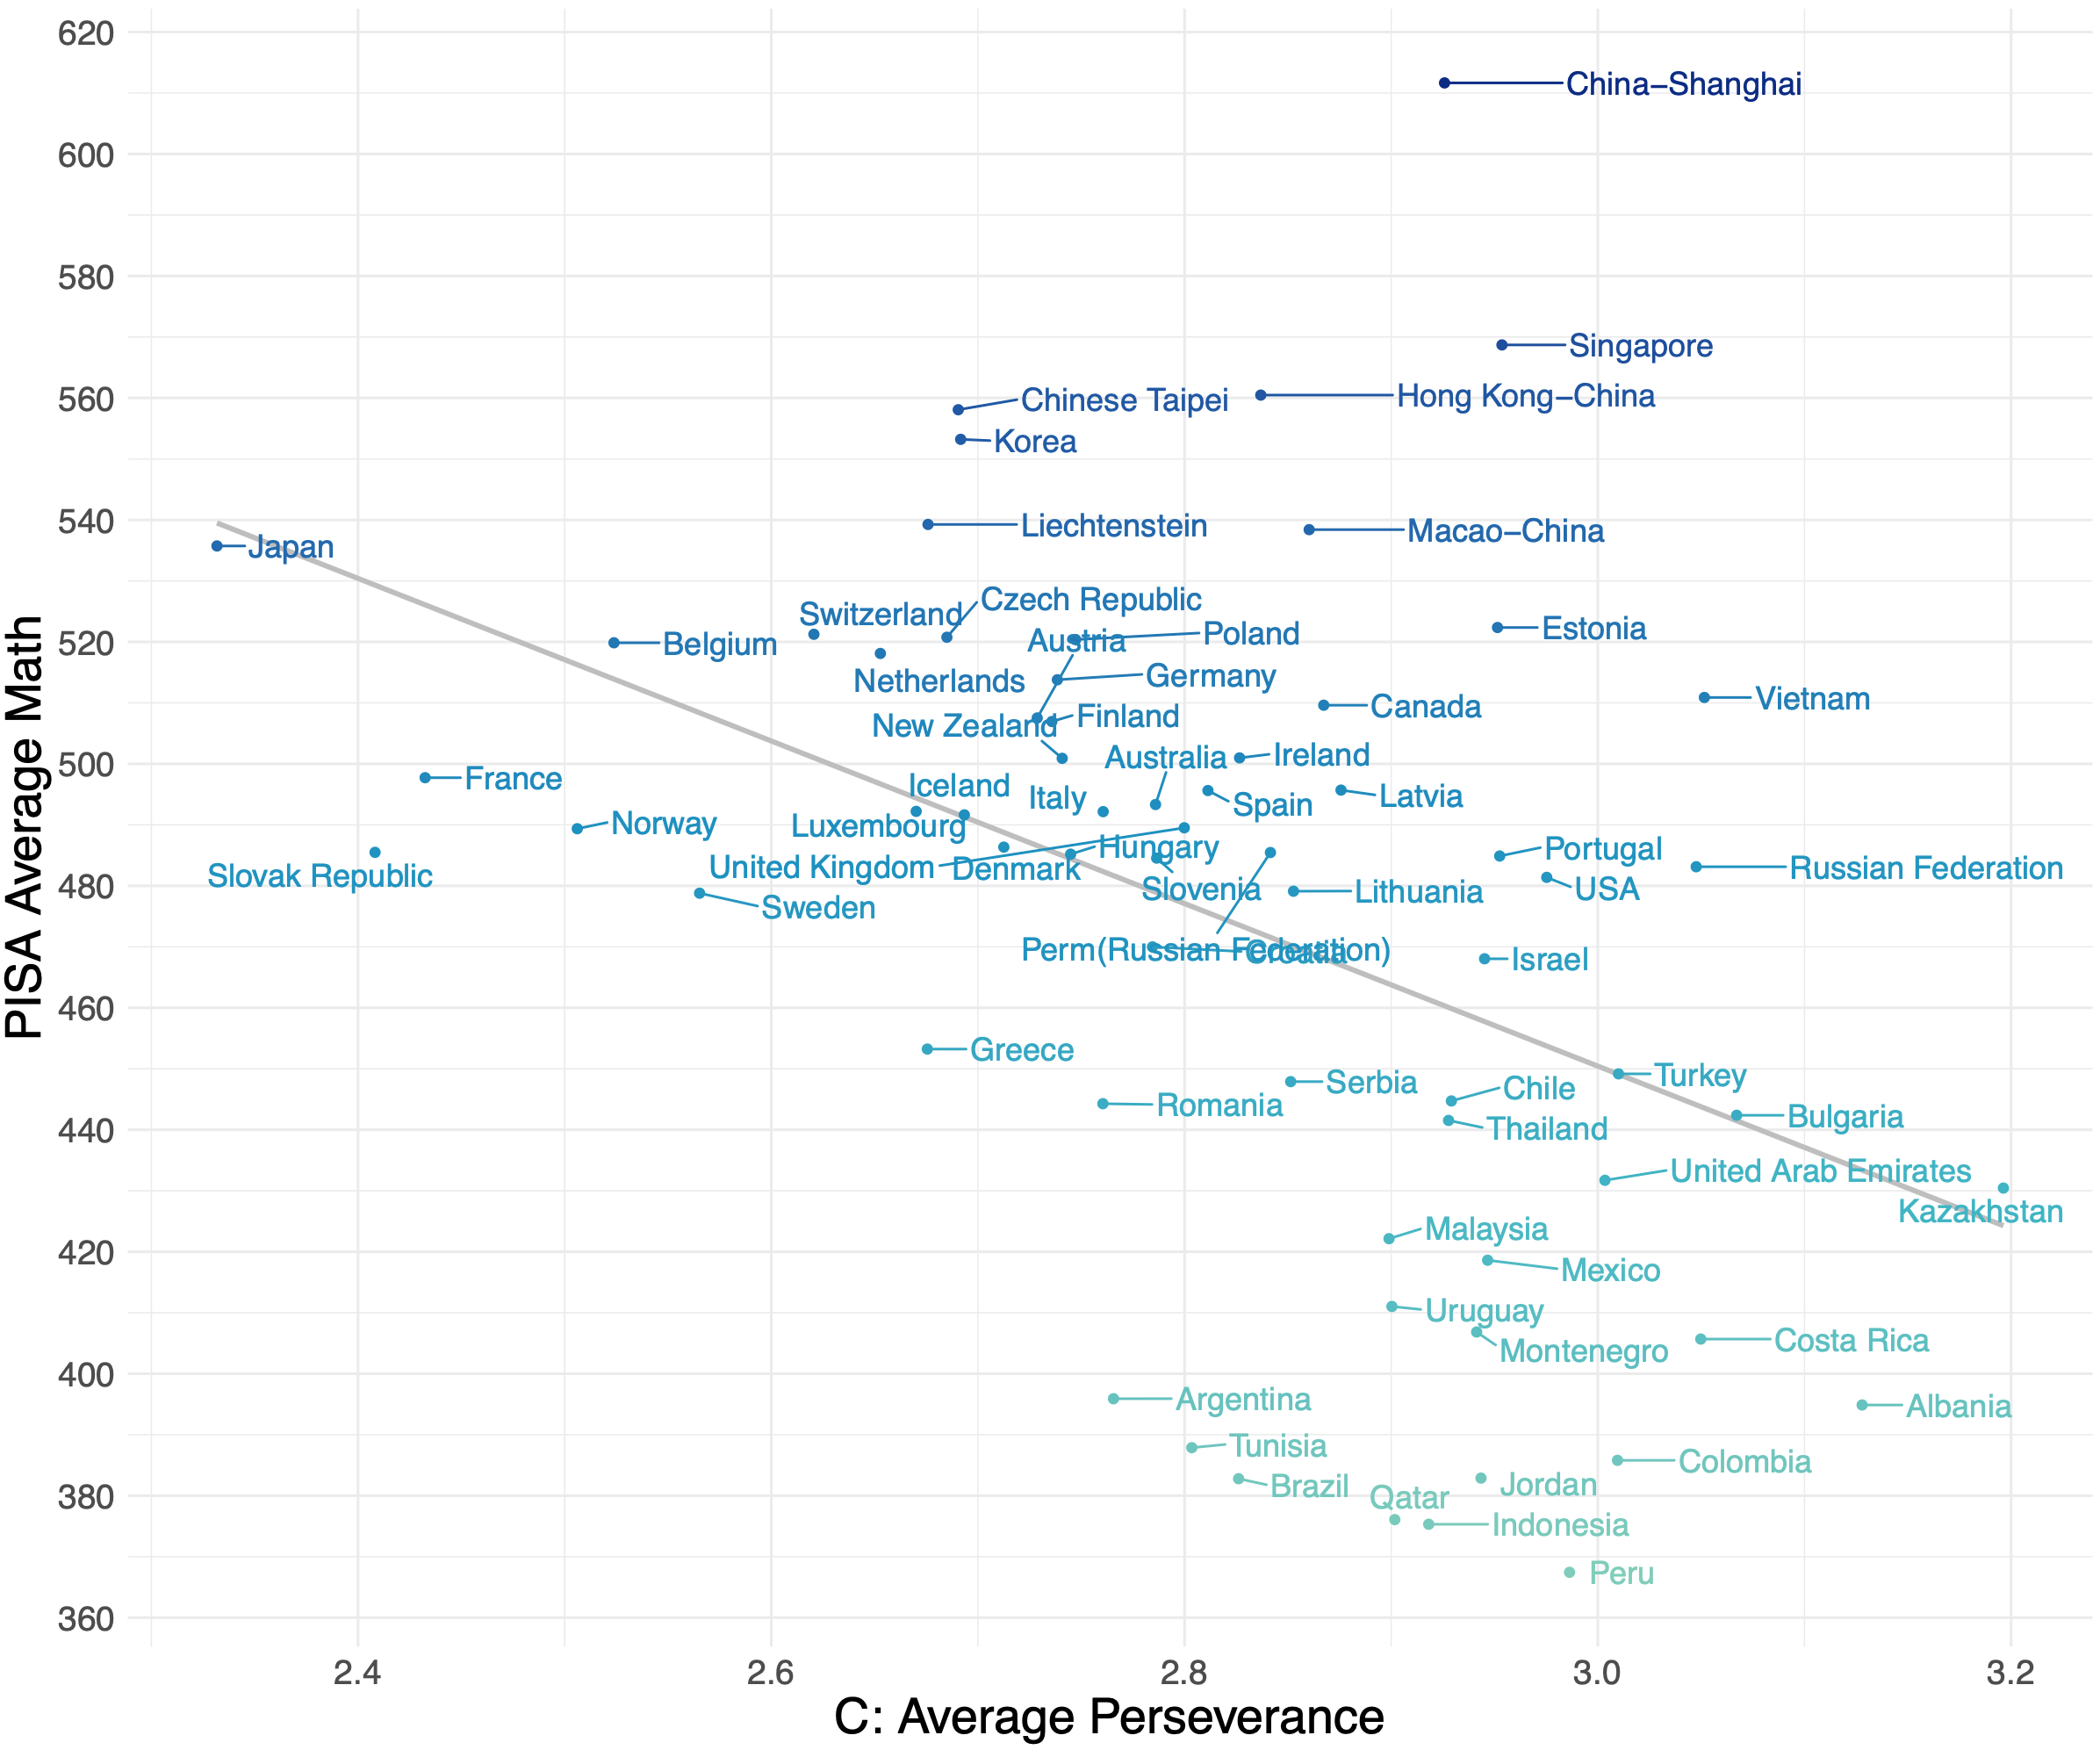 620
China–Shanghai
600
580
Singapore
560
Chinese Taipei
Hong Kong–China
Korea
540
Liechtenstein
Macao–China
Japan
Czech Republic
Switzerland
520
Belgium
Austria
Poland
Estonia
Netherlands
Germany
Canada
Vietnam
New Zealand
Finland
500
Australia
Ireland
France
Iceland
Italy
Spain
Latvia
Norway
Luxembourg
Hungary
Portugal
Slovak Republic
United Kingdom
Denmark
Russian Federation
480
Slovenia
Lithuania
USA
Sweden
Perm(Russian Federation)
Croatia
Israel
460
Greece
Turkey
Serbia
Chile
Romania
Bulgaria
440
Thailand
United Arab Emirates
Kazakhstan
420
Malaysia
Mexico
Uruguay
Montenegro
Costa Rica
400
Argentina
Albania
Tunisia
Colombia
380
Brazil
Jordan
Qatar
Indonesia
Peru
360
PISA Average Math
2.4
2.6
2.8
3.0
3.2
C: Average Perseverance